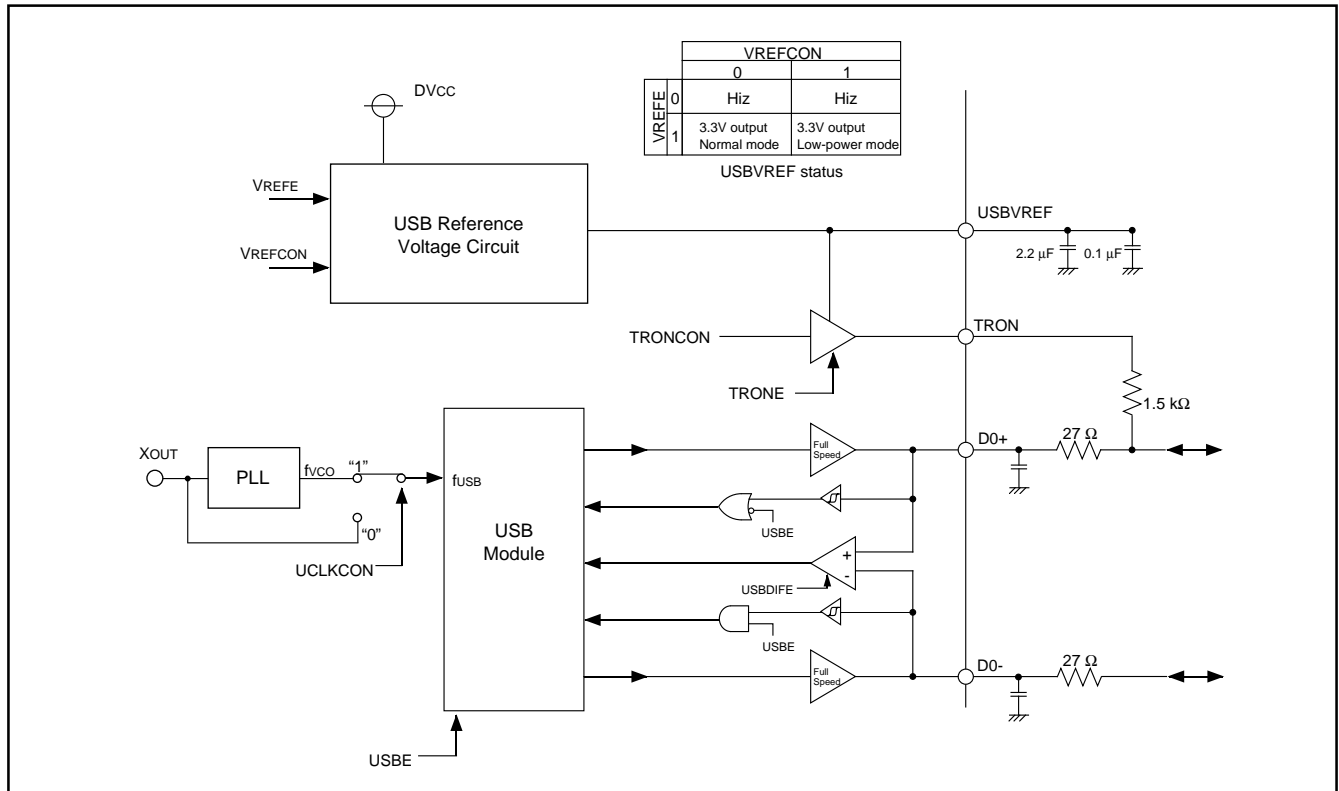 VREFCON
0 1
VREFE
0 Hiz Hiz
1 3.3V output 3.3V output
Normal mode Low-power mode
USBVREF status
DVCC
VREFE
VREFCON
USB Reference
Voltage Circuit
USBVREF
2.2 μF 0.1 μF
TRONCON
TRON
TRONE
1.5 kΩ
XOUT
PLL
fVCO
"1"
"0"
UCLKCON
fUSB
USB
Module
USBE
Full
Speed
D0+
27 Ω
USBE
+
-
USBDIFE
USBE
Full
Speed
D0-
27 Ω